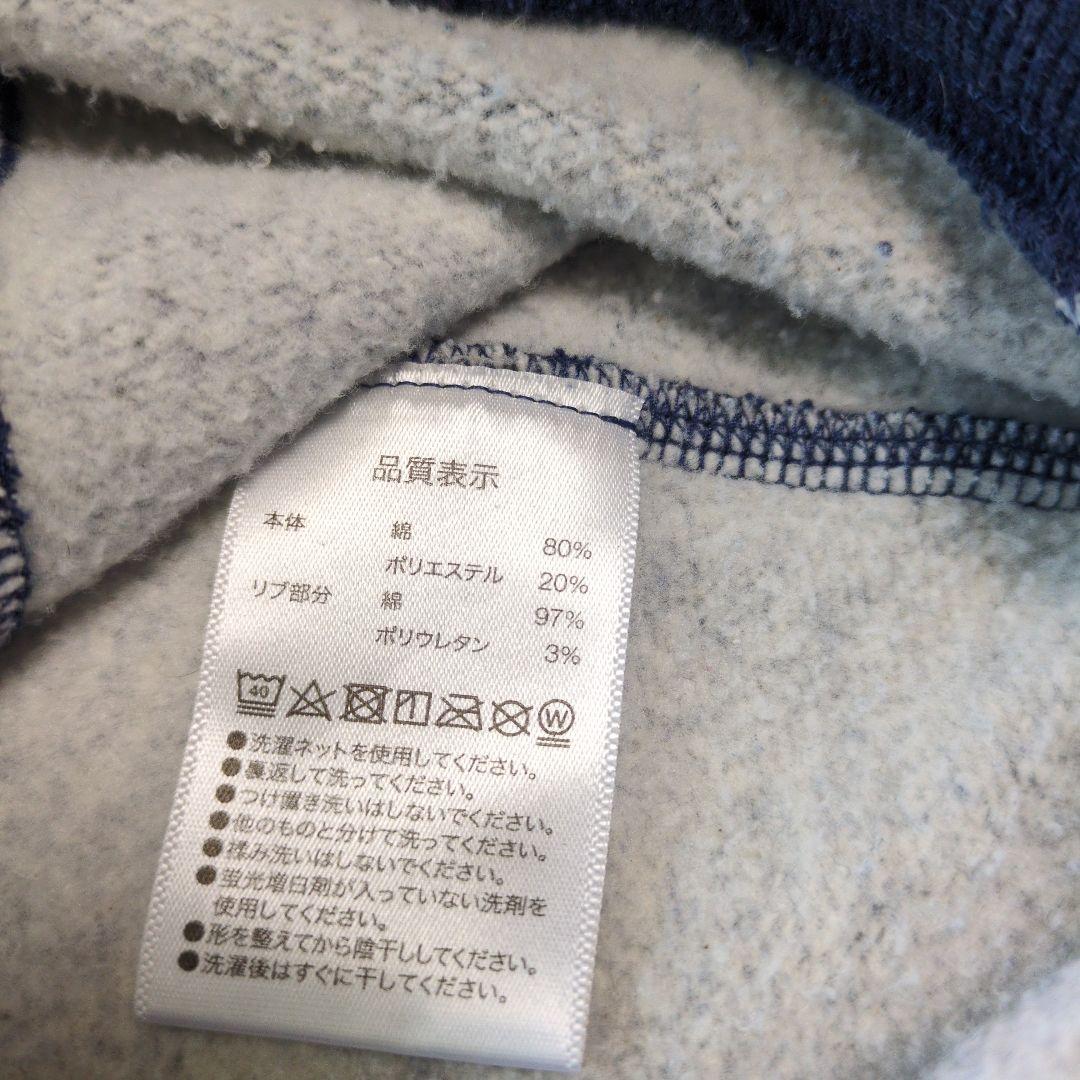 品質表示
本体 綿 80%
ポリエステル 20%
リブ部分 綿 97%
ポリウレタン 3%
40 W
●洗濯ネットを使用してください。
●裏返して洗ってください。
●つけ置き洗いはしないでください。
●他のものと分けて洗ってください。
●揉み洗いはしないでください。
●蛍光増白剤が入っていない洗剤を
使用してください。
●形を整えてから陰干ししてください。
●洗濯後はすぐに干してください。